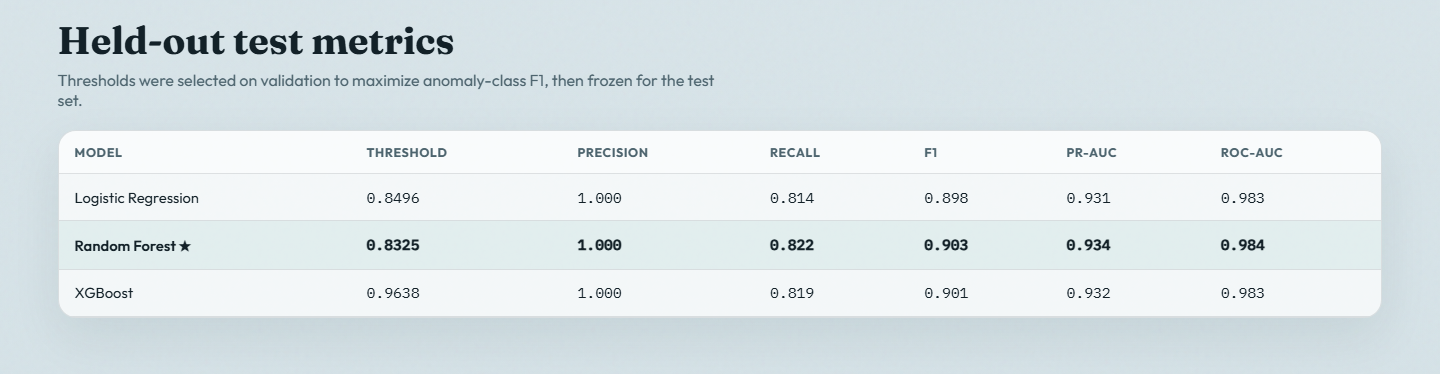 Held-out test metrics
Thresholds were selected on validation to maximize anomaly-class F1, then frozen for the test
set.
MODEL THRESHOLD PRECISION RECALL F1 PR-AUC ROC-AUC
Logistic Regression 0.8496 1.000 0.814 0.898 0.931 0.983
Random Forest ★ 0.8325 1.000 0.822 0.903 0.934 0.984
XGBoost 0.9638 1.000 0.819 0.901 0.932 0.983